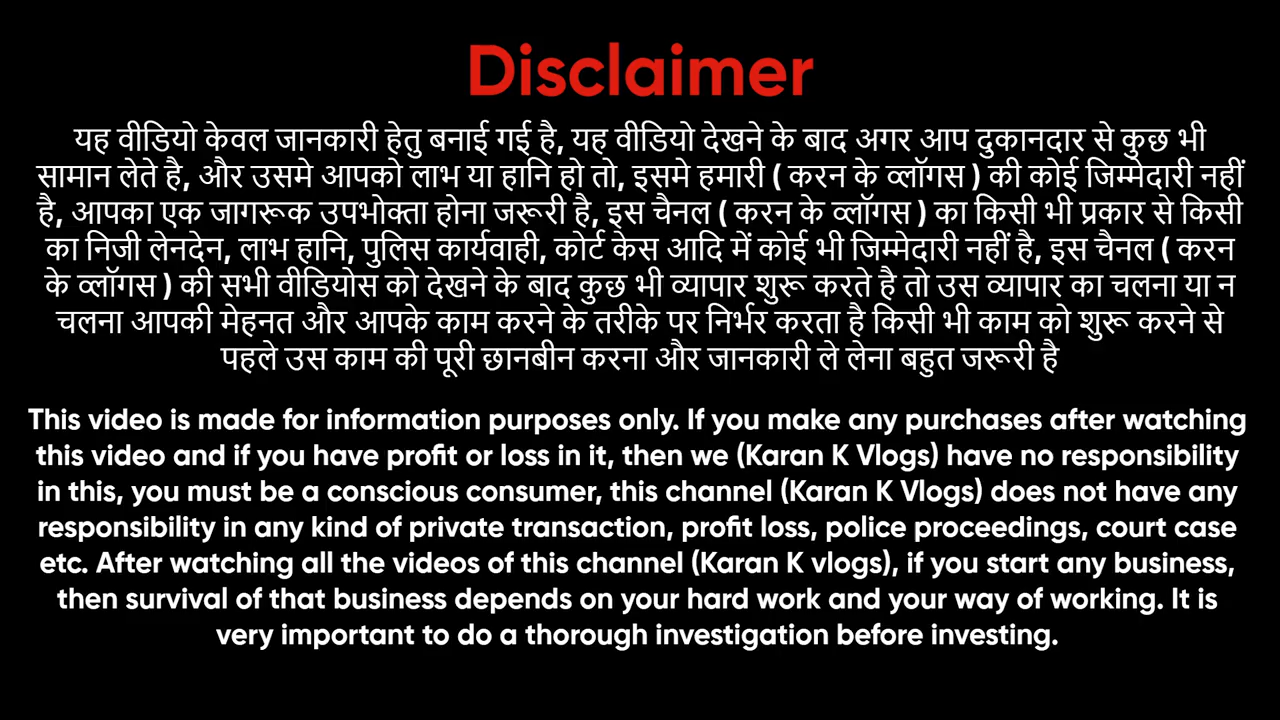 Disclaimer
यह वीडियो केवल जानकारी हेतु बनाई गई है, यह वीडियो देखने के बाद अगर आप दुकानदार से कुछ भी
सामान लेते है, और उसमे आपको लाभ या हानि हो तो, इसमे हमारी ( करन के व्लॉगस ) की कोई जिम्मेदारी नहीं
है, आपका एक जागरूक उपभोक्ता होना जरूरी है, इस चैनल ( करन के व्लॉगस ) का किसी भी प्रकार से किसी
का निजी लेनदेन, लाभ हानि, पुलिस कार्यवाही, कोर्ट केस आदि में कोई भी जिम्मेदारी नहीं है, इस चैनल ( करन
के व्लॉगस ) की सभी वीडियोस को देखने के बाद कुछ भी व्यापार शुरू करते है तो उस व्यापार का चलना या न
चलना आपकी मेहनत और आपके काम करने के तरीके पर निर्भर करता है किसी भी काम को शुरू करने से
पहले उस काम की पूरी छानबीन करना और जानकारी ले लेना बहुत जरूरी है
This video is made for information purposes only. If you make any purchases after watching
this video and if you have profit or loss in it, then we (Karan K Vlogs) have no responsibility
in this, you must be a conscious consumer, this channel (Karan K Vlogs) does not have any
responsibility in any kind of private transaction, profit loss, police proceedings, court case
etc. After watching all the videos of this channel (Karan K vlogs), if you start any business,
then survival of that business depends on your hard work and your way of working. It is
very important to do a thorough investigation before investing.